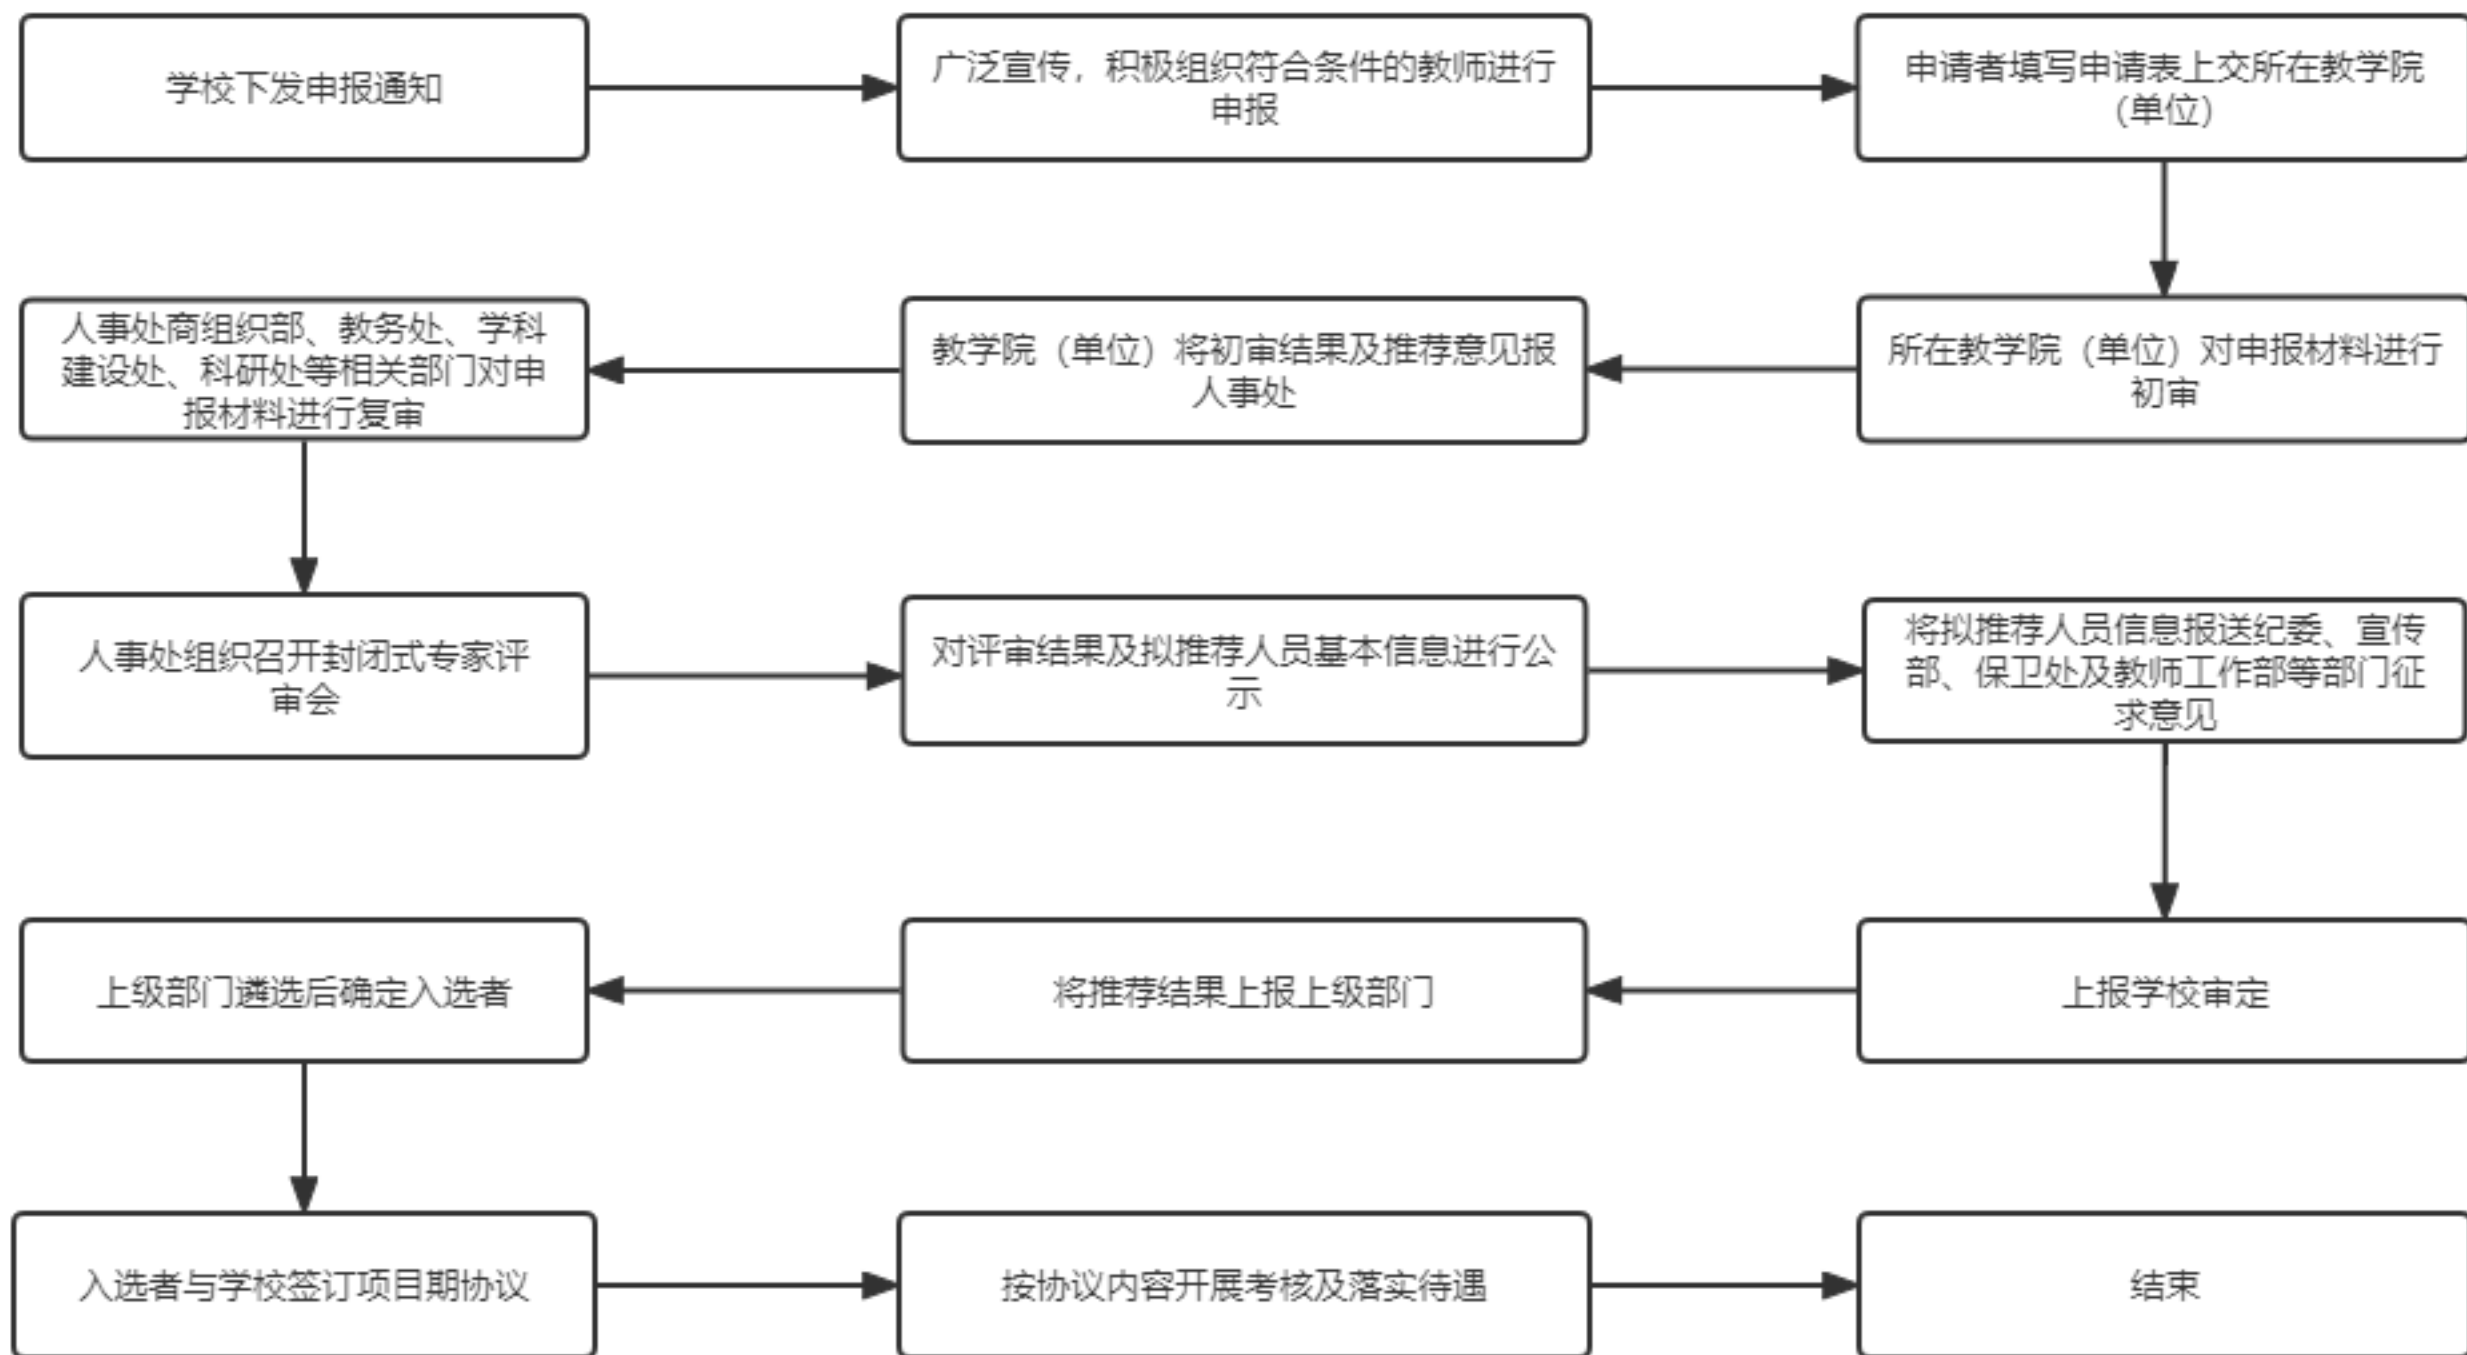 学校下发申报通知
广泛宣传，积极组织符合条件的教师进行
申报
申请者填写申请表上交所在教学院
（单位）
所在教学院（单位）对申报材料进行
初审
教学院（单位）将初审结果及推荐意见报
人事处
人事处商组织部、教务处、学科
建设处、科研处等相关部门对申
报材料进行复审
人事处组织召开封闭式专家评
审会
对评审结果及拟推荐人员基本信息进行公
示
将拟推荐人员信息报送纪委、宣传
部、保卫处及教师工作部等部门征
求意见
上报学校审定
将推荐结果上报上级部门
上级部门遴选后确定入选者
入选者与学校签订项目期协议
按协议内容开展考核及落实待遇
结束